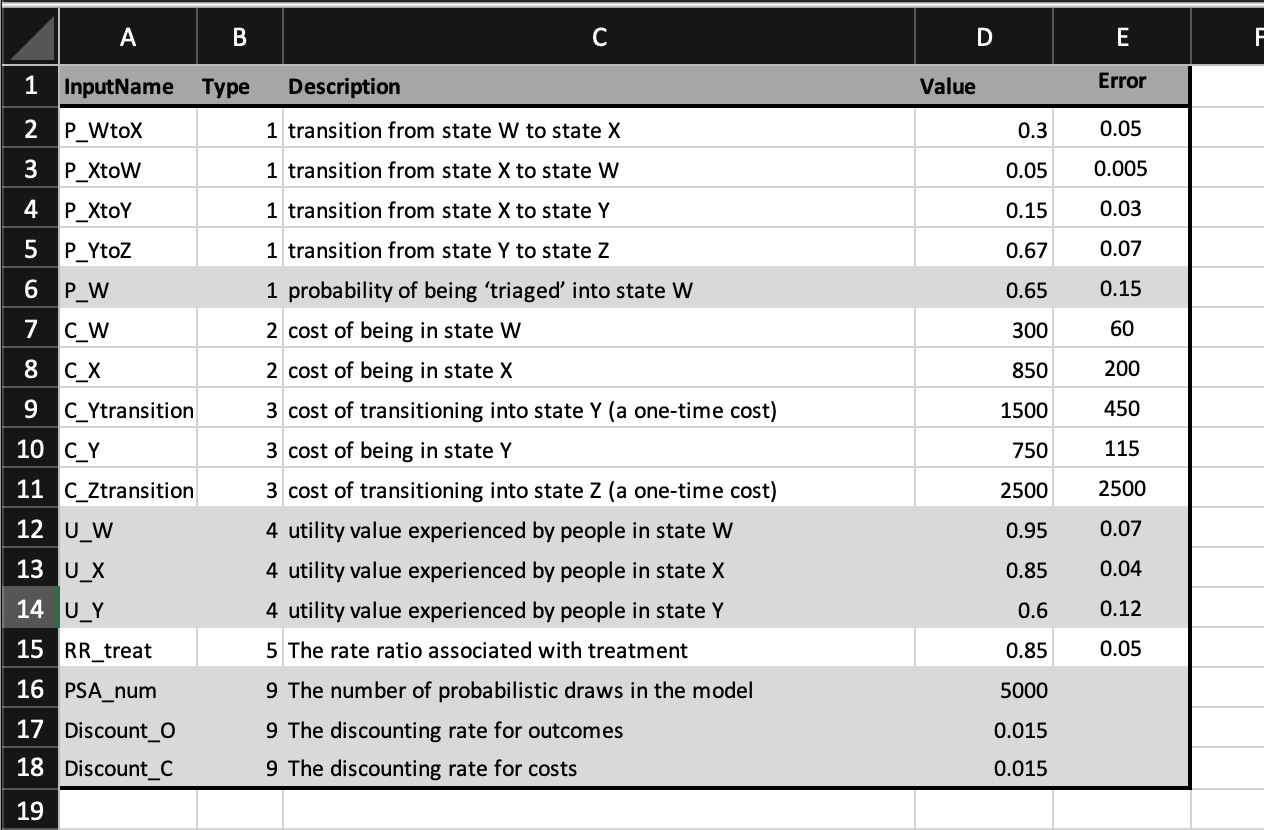 A B C D E F
1 InputName Type Description Value Error
2 P_WtoX 1 transition from state W to state X 0.3 0.05
3 P_XtoW 1 transition from state X to state W 0.05 0.005
4 P_XtoY 1 transition from state X to state Y 0.15 0.03
5 P_YtoZ 1 transition from state Y to state Z 0.67 0.07
6 P_W 1 probability of being ‘triaged’ into state W 0.65 0.15
7 C_W 2 cost of being in state W 300 60
8 C_X 2 cost of being in state X 850 200
9 C_Ytransition 3 cost of transitioning into state Y (a one-time cost) 1500 450
10 C_Y 3 cost of being in state Y 750 115
11 C_Ztransition 3 cost of transitioning into state Z (a one-time cost) 2500 2500
12 U_W 4 utility value experienced by people in state W 0.95 0.07
13 U_X 4 utility value experienced by people in state X 0.85 0.04
14 U_Y 4 utility value experienced by people in state Y 0.6 0.12
15 RR_treat 5 The rate ratio associated with treatment 0.85 0.05
16 PSA_num 9 The number of probabilistic draws in the model 5000
17 Discount_O 9 The discounting rate for outcomes 0.015
18 Discount_C 9 The discounting rate for costs 0.015
19